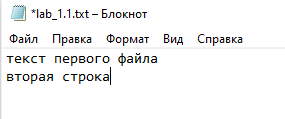 *lab_1.1.txt – Блокнот
Файл Правка Формат Вид Справка
текст первого файла
вторая строка